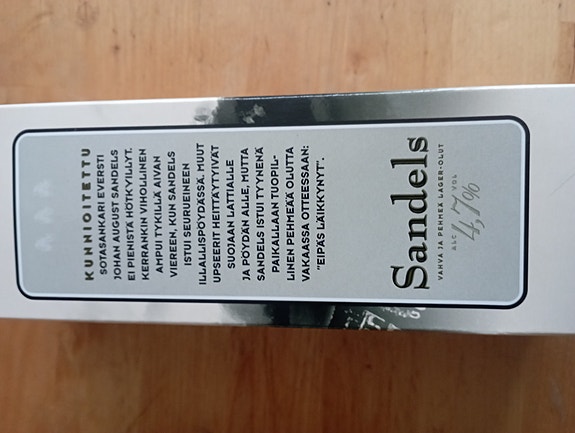 KUNNIOITETTU
SOTASANKARI EVERSTI
JOHAN AUGUST SANDELS
EI PIENISTÄ HÖTKYILLYT.
KERRANKIN VIHOLLINEN
AMPUI TYKILLÄ AIVAN
VIEREEN, KUN SANDELS
ISTUI SEURUEINEEN
ILLALLISPÖYDÄSSÄ. MUUT
UPSEERIT HEITTÄYTYIVÄT
SUOJAAN LATTIALLE
JA PÖYDÄN ALLE, MUTTA
SANDELS ISTUI TYYNENÄ
PAIKALLAAN TUOPIL-
LINEN PEHMEÄÄ OLUTTA
VAKAASSA OTTEESSAAN:
"EIPÄS LÄIKKYNYT".
Sandels
VAHVA JA PEHMEÄ LAGER-OLUT
ALC 4,7% VOL